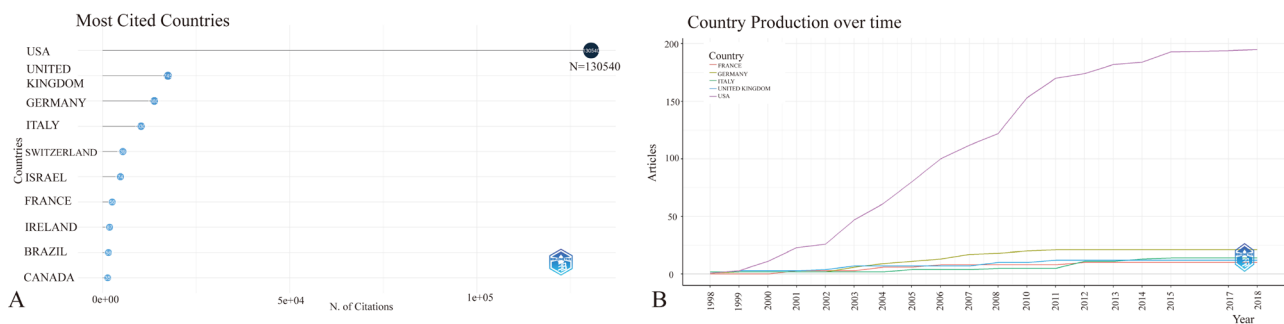 Most Cited Countries
USA
N=130540
UNITED
KINGDOM
GERMANY
ITALY
SWITZERLAND
ISRAEL
FRANCE
IRELAND
BRAZIL
CANADA
Countries
0e+00
5e+04
1e+05
N. of Citations
A
Country Production over time
Country
FRANCE
GERMANY
ITALY
UNITED KINGDOM
USA
200
150
100
50
0
Articles
1998
1999
2000
2001
2002
2003
2004
2005
2006
2007
2008
2010
2011
2012
2013
2014
2015
2017
2018
Year
B